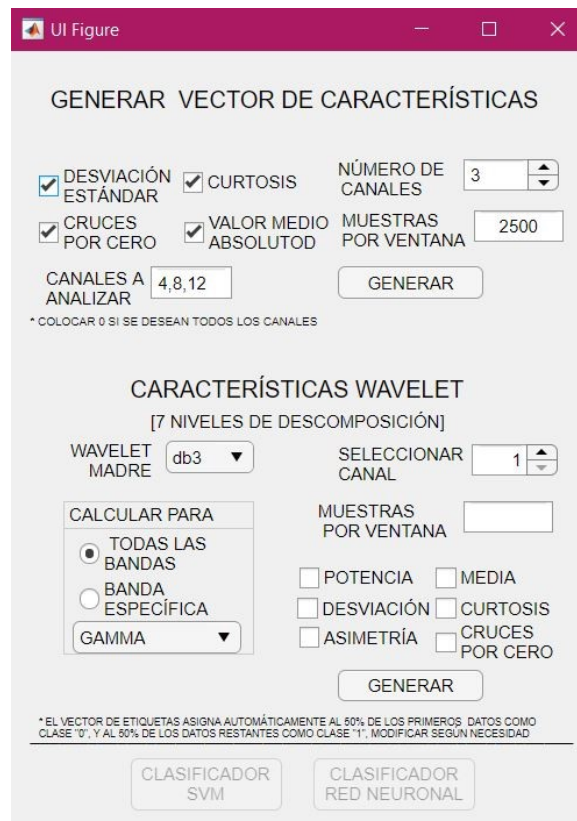 UI Figure
GENERAR VECTOR DE CARACTERÍSTICAS
DESVIACIÓN
ESTÁNDAR
CURTOSIS
NÚMERO DE
CANALES
3
CRUCES
POR CERO
VALOR MEDIO
ABSOLUTOD
MUESTRAS
POR VENTANA
2500
CANALES A
ANALIZAR
4,8,12
GENERAR
* COLOCAR 0 SI SE DESEAN TODOS LOS CANALES
CARACTERÍSTICAS WAVELET
[7 NIVELES DE DESCOMPOSICIÓN]
WAVELET
MADRE
db3
SELECCIONAR
CANAL
1
CALCULAR PARA
TODAS LAS
BANDAS
BANDA
ESPECÍFICA
GAMMA
MUESTRAS
POR VENTANA
POTENCIA
MEDIA
DESVIACIÓN
CURTOSIS
ASIMETRÍA
CRUCES
POR CERO
GENERAR
* EL VECTOR DE ETIQUETAS ASIGNA AUTOMÁTICAMENTE AL 50% DE LOS PRIMEROS DATOS COMO
CLASE "0", Y AL 50% DE LOS DATOS RESTANTES COMO CLASE "1", MODIFICAR SEGÚN NECESIDAD
CLASIFICADOR
SVM
CLASIFICADOR
RED NEURONAL